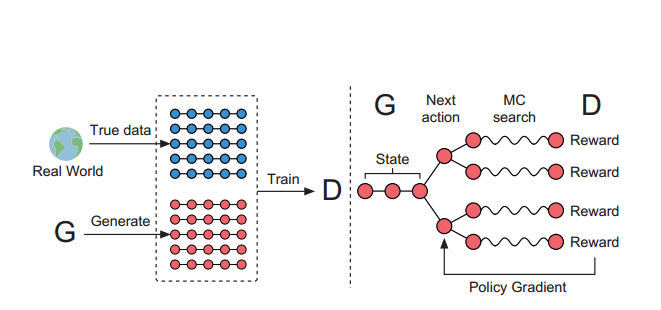 True data
Real World
G
Generate
Train
D
G
Next
action
MC
search
D
State
Reward
Reward
Reward
Reward
Policy Gradient